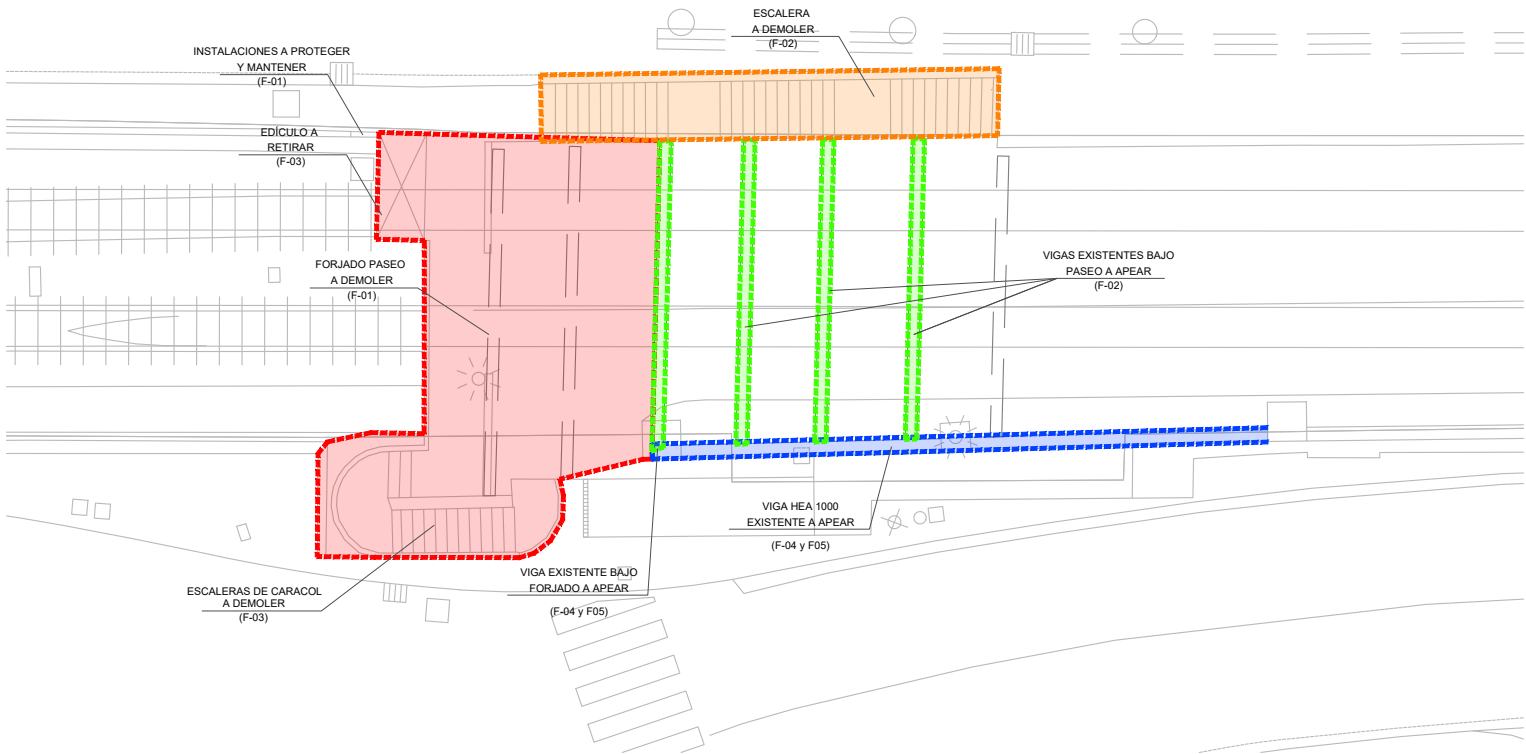 ESCALERA
A DEMOLER
(F-02)
INSTALACIONES A PROTEGER
Y MANTENER
(F-01)
EDÍCULO A
RETIRAR
(F-03)
FORJADO PASEO
A DEMOLER
(F-01)
VIGAS EXISTENTES BAJO
PASEO A APEAR
(F-02)
VIGA HEA 1000
EXISTENTE A APEAR
(F-04 y F05)
VIGA EXISTENTE BAJO
FORJADO A APEAR
(F-04 y F05)
ESCALERAS DE CARACOL
A DEMOLER
(F-03)